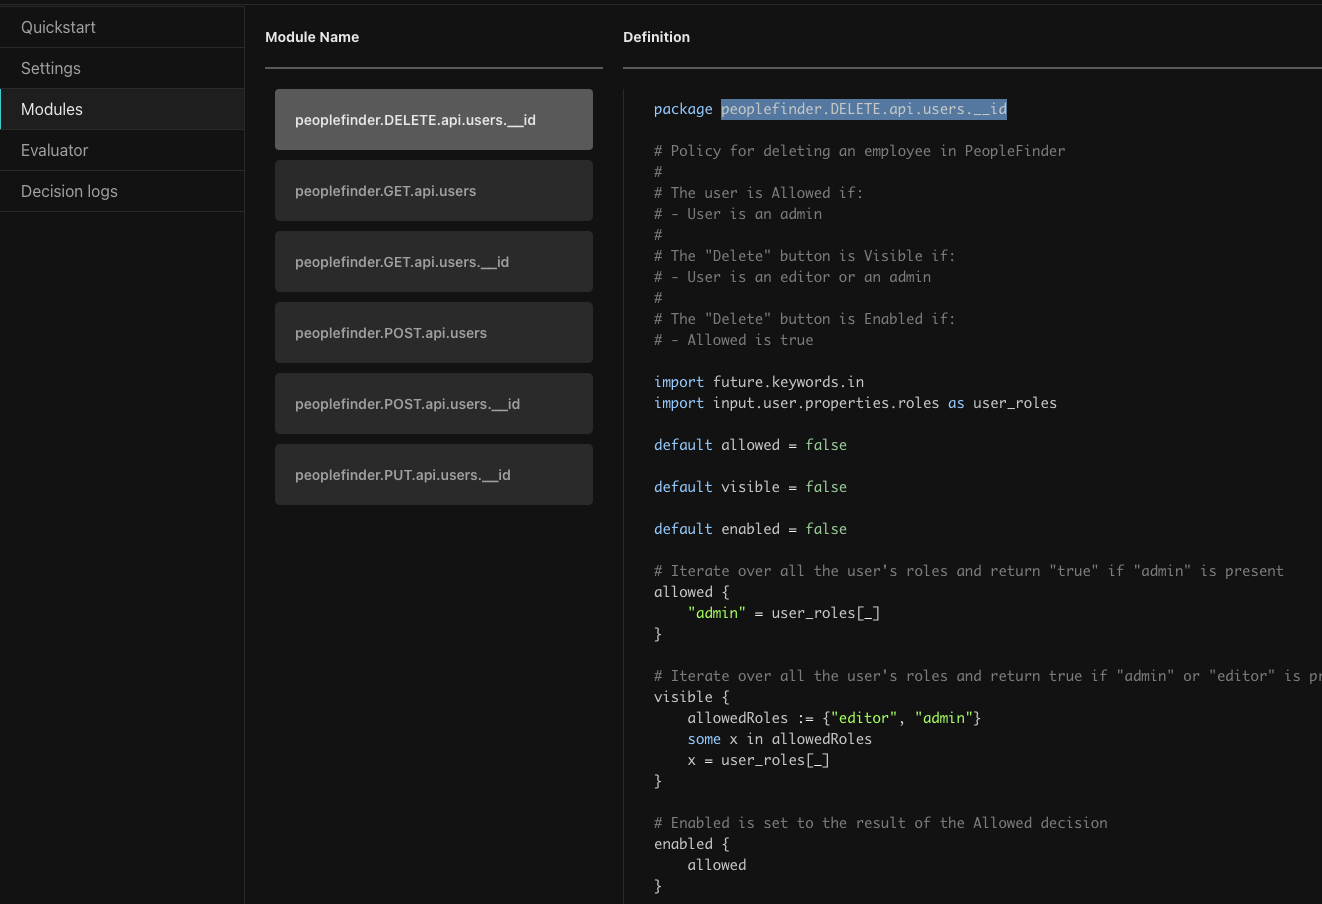 Quickstart
Settings
Modules
Evaluator
Decision logs
Module Name
peoplefinder.DELETE.api.users.__id
peoplefinder.GET.api.users
peoplefinder.GET.api.users.__id
peoplefinder.POST.api.users
peoplefinder.POST.api.users.__id
peoplefinder.PUT.api.users.__id
Definition
package peoplefinder.DELETE.api.users.__id
# Policy for deleting an employee in PeopleFinder
#
# The user is Allowed if:
# - User is an admin
#
# The "Delete" button is Visible if:
# - User is an editor or an admin
#
# The "Delete" button is Enabled if:
# - Allowed is true
import future.keywords.in
import input.user.properties.roles as user_roles
default allowed = false
default visible = false
default enabled = false
# Iterate over all the user's roles and return "true" if "admin" is present
allowed {
    "admin" = user_roles[_]
}
# Iterate over all the user's roles and return true if "admin" or "editor" is
visible {
    allowedRoles := {"editor", "admin"}
    some x in allowedRoles
    x = user_roles[_]
}
# Enabled is set to the result of the Allowed decision
enabled {
    allowed
}